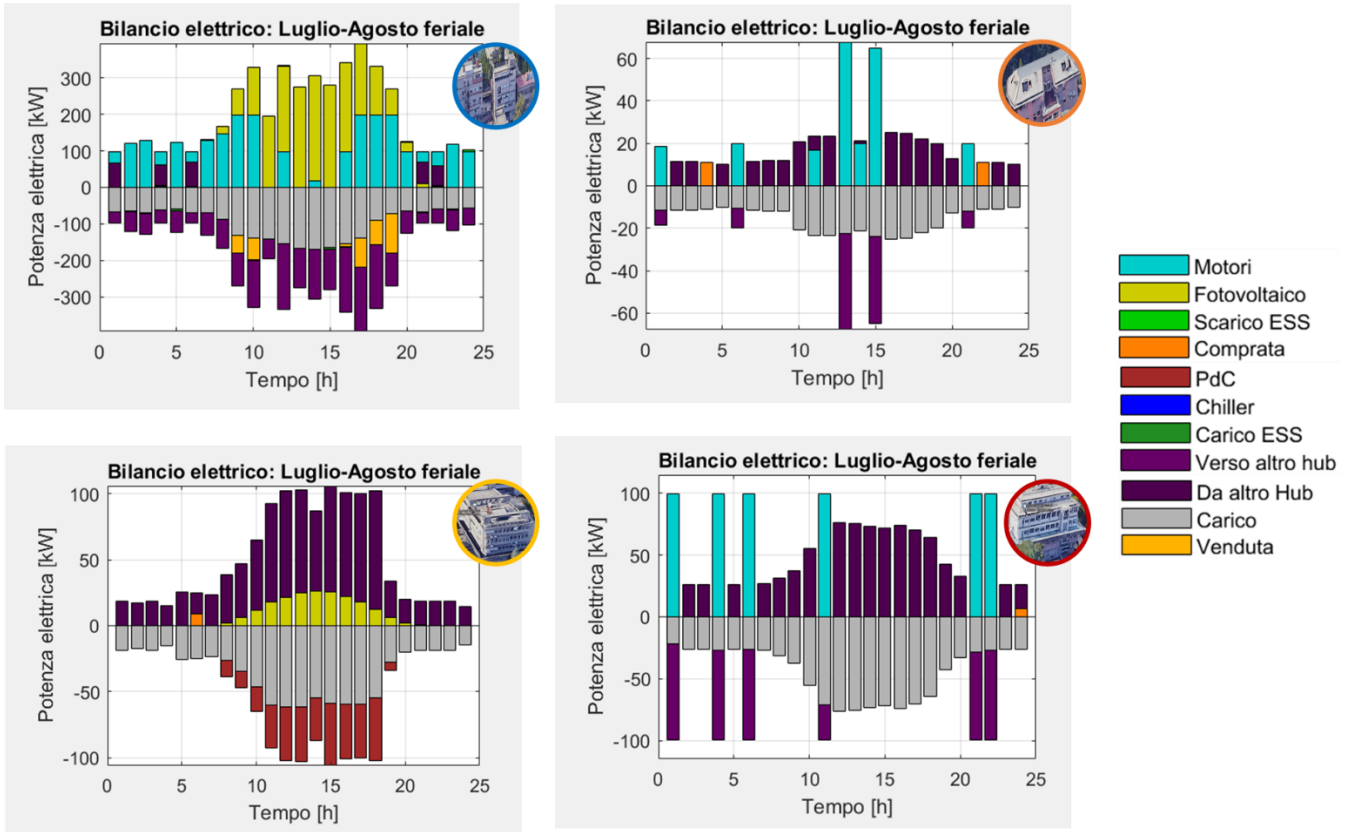 Bilancio elettrico: Luglio-Agosto feriale
Potenza elettrica [kW]
300
200
100
0
-100
-200
-300
0 5 10 15 20 25
Tempo [h]
Bilancio elettrico: Luglio-Agosto feriale
Potenza elettrica [kW]
60
40
20
0
-20
-40
-60
0 5 10 15 20 25
Tempo [h]
Bilancio elettrico: Luglio-Agosto feriale
Potenza elettrica [kW]
100
50
0
-50
-100
0 5 10 15 20 25
Tempo [h]
Bilancio elettrico: Luglio-Agosto feriale
Potenza elettrica [kW]
100
50
0
-50
-100
0 5 10 15 20 25
Tempo [h]
Motori
Fotovoltaico
Scarico ESS
Comprata
PdC
Chiller
Carico ESS
Verso altro hub
Da altro Hub
Carico
Venduta